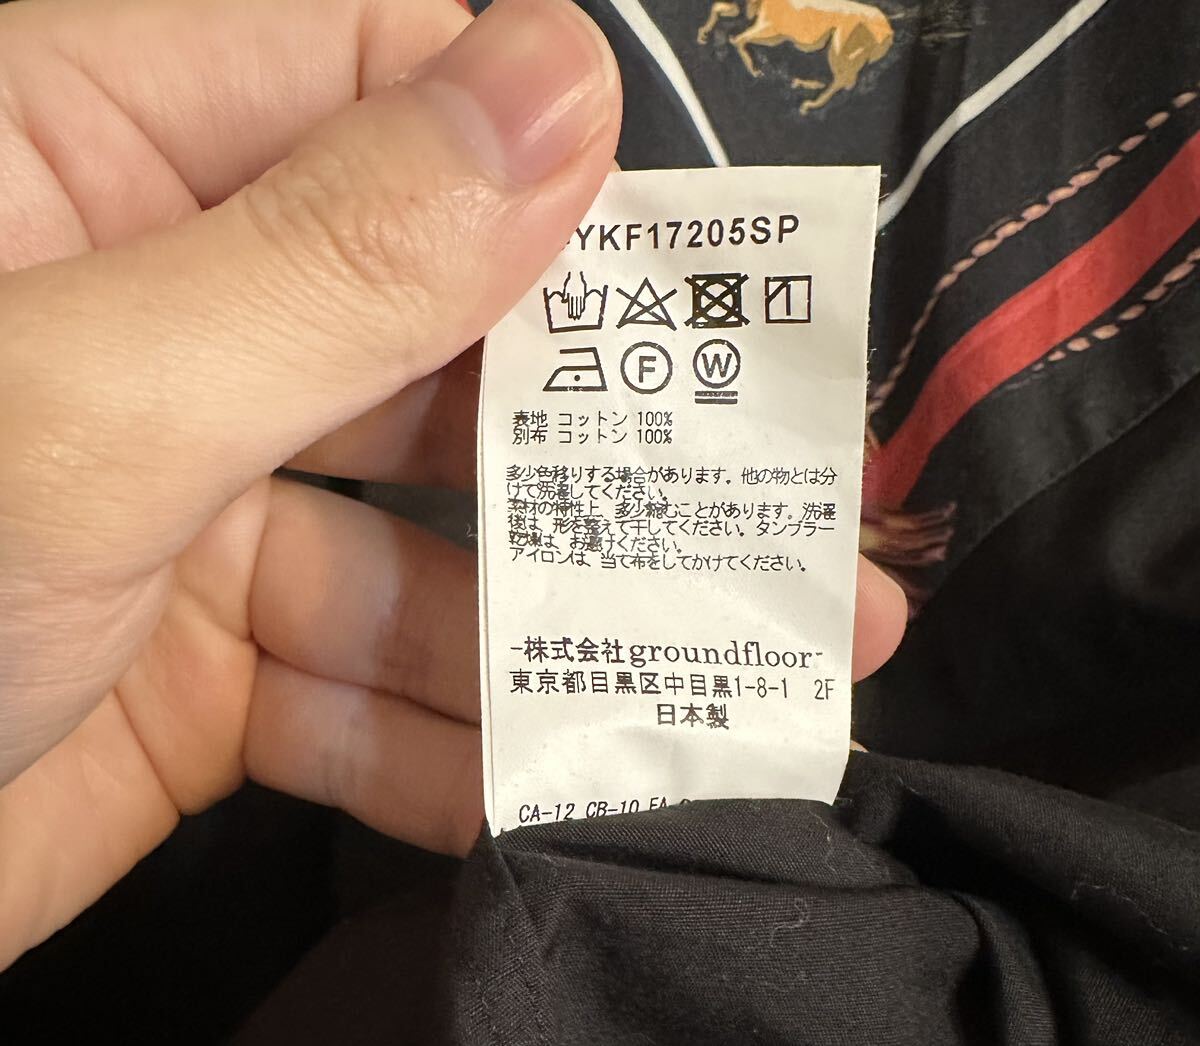 YKF17205SP
F W
表地 コットン 100%
別布 コットン 100%
多少色移りする場合があります。他の物とは分
けて洗濯してください。
素材の特性上、多少縮むことがあります。洗濯
後は、形を整えて干してください。タンブラー
乾燥は、お避けください。
アイロンは、当て布をしてかけてください。
-株式会社groundfloor-
東京都目黒区中目黒1-8-1 2F
日本製
CA-12 CB-10